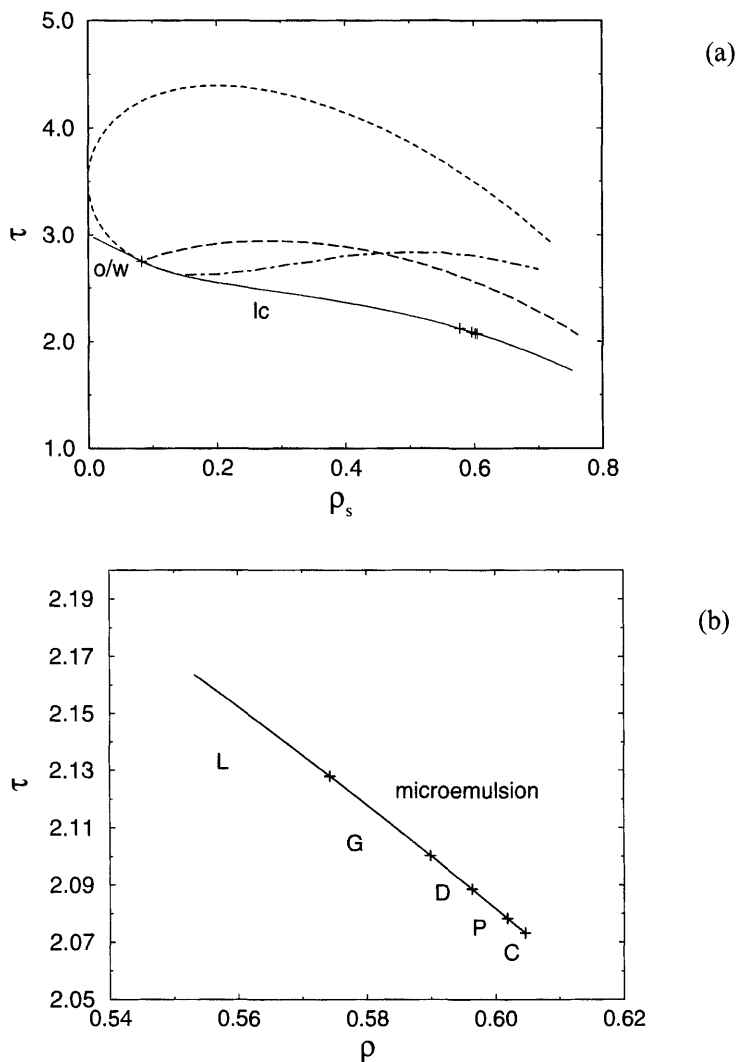 (a)
5.0
4.0
3.0
2.0
1.0
τ
o/w
lc
0.0 0.2 0.4 0.6 0.8
ρs
(b)
2.19
2.17
2.15
2.13
2.11
2.09
2.07
2.05
τ
L
microemulsion
G
D
P
C
0.54 0.56 0.58 0.60 0.62
ρ